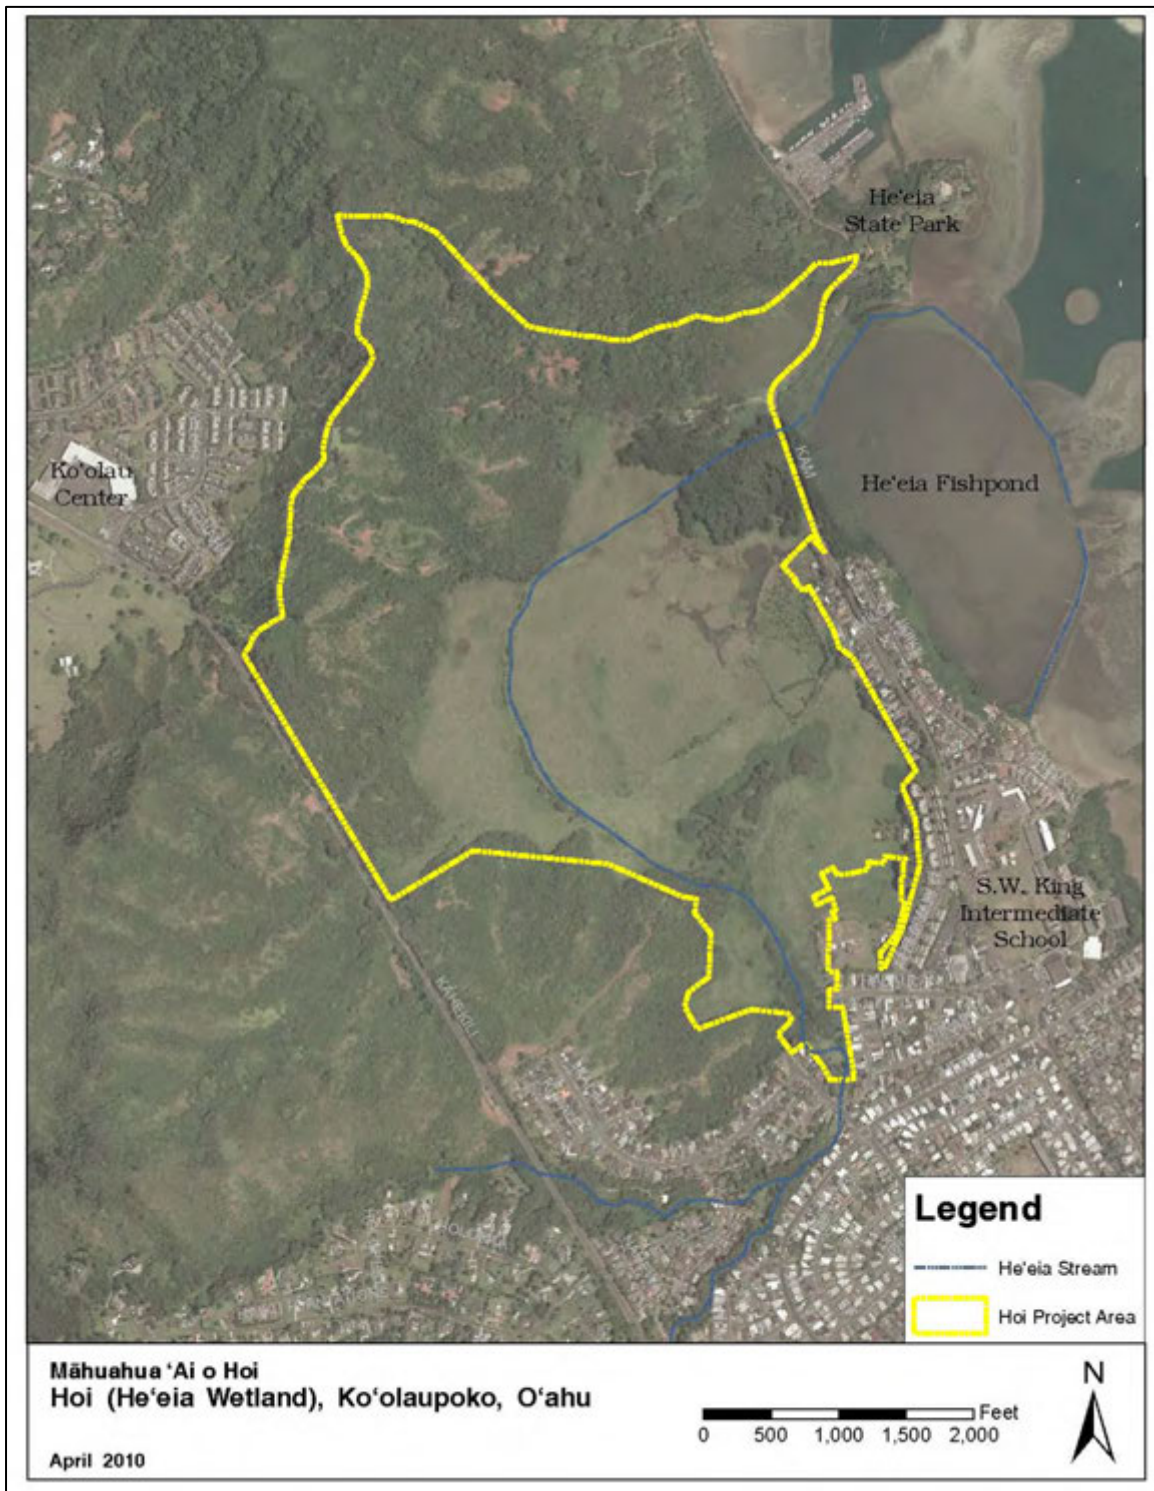 He‘eia
State Park
Ko‘olau
Center
KAM
He‘eia Fishpond
S.W. King
Intermediate
School
KAHEKILI
Legend
He‘eia Stream
Hoi Project Area
Māhuahua ‘Ai o Hoi
Hoi (He‘eia Wetland), Ko‘olaupoko, O‘ahu
April 2010
Feet
0 500 1,000 1,500 2,000
N